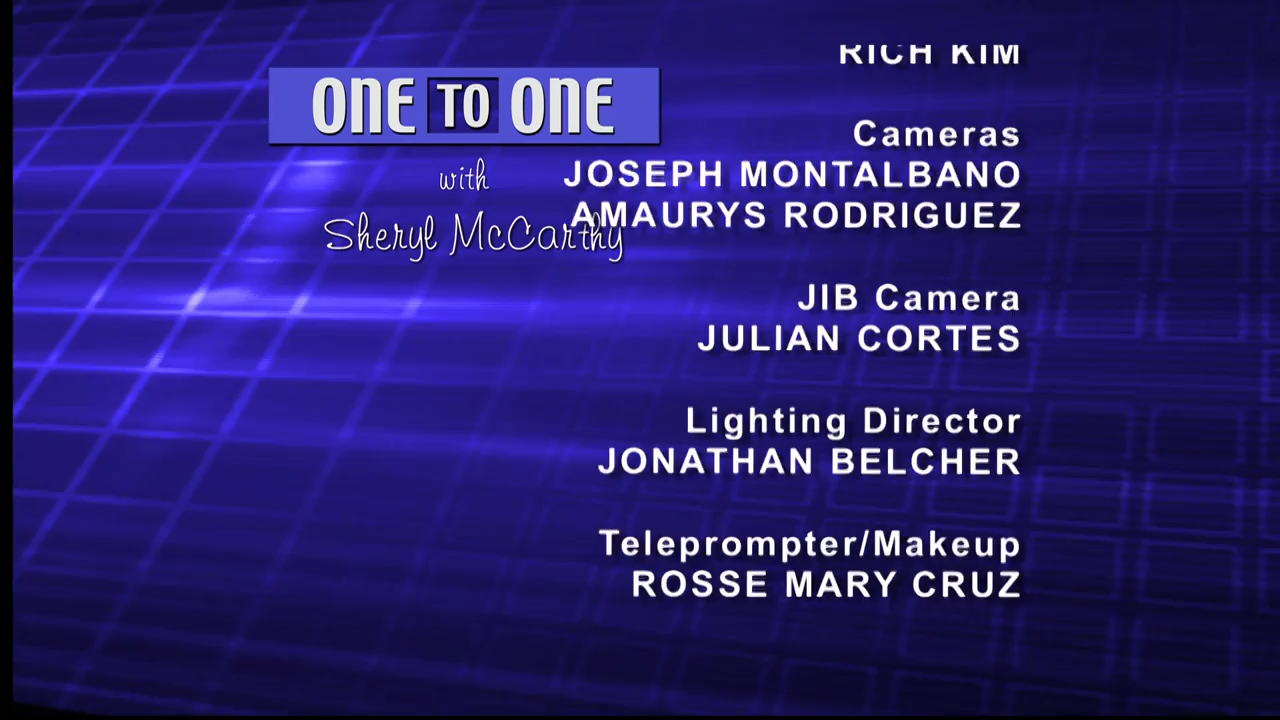 ONE TO ONE
with
Sheryl McCarthy
RICH KIM
Cameras
JOSEPH MONTALBANO
AMAURYS RODRIGUEZ
JIB Camera
JULIAN CORTES
Lighting Director
JONATHAN BELCHER
Teleprompter/Makeup
ROSSE MARY CRUZ